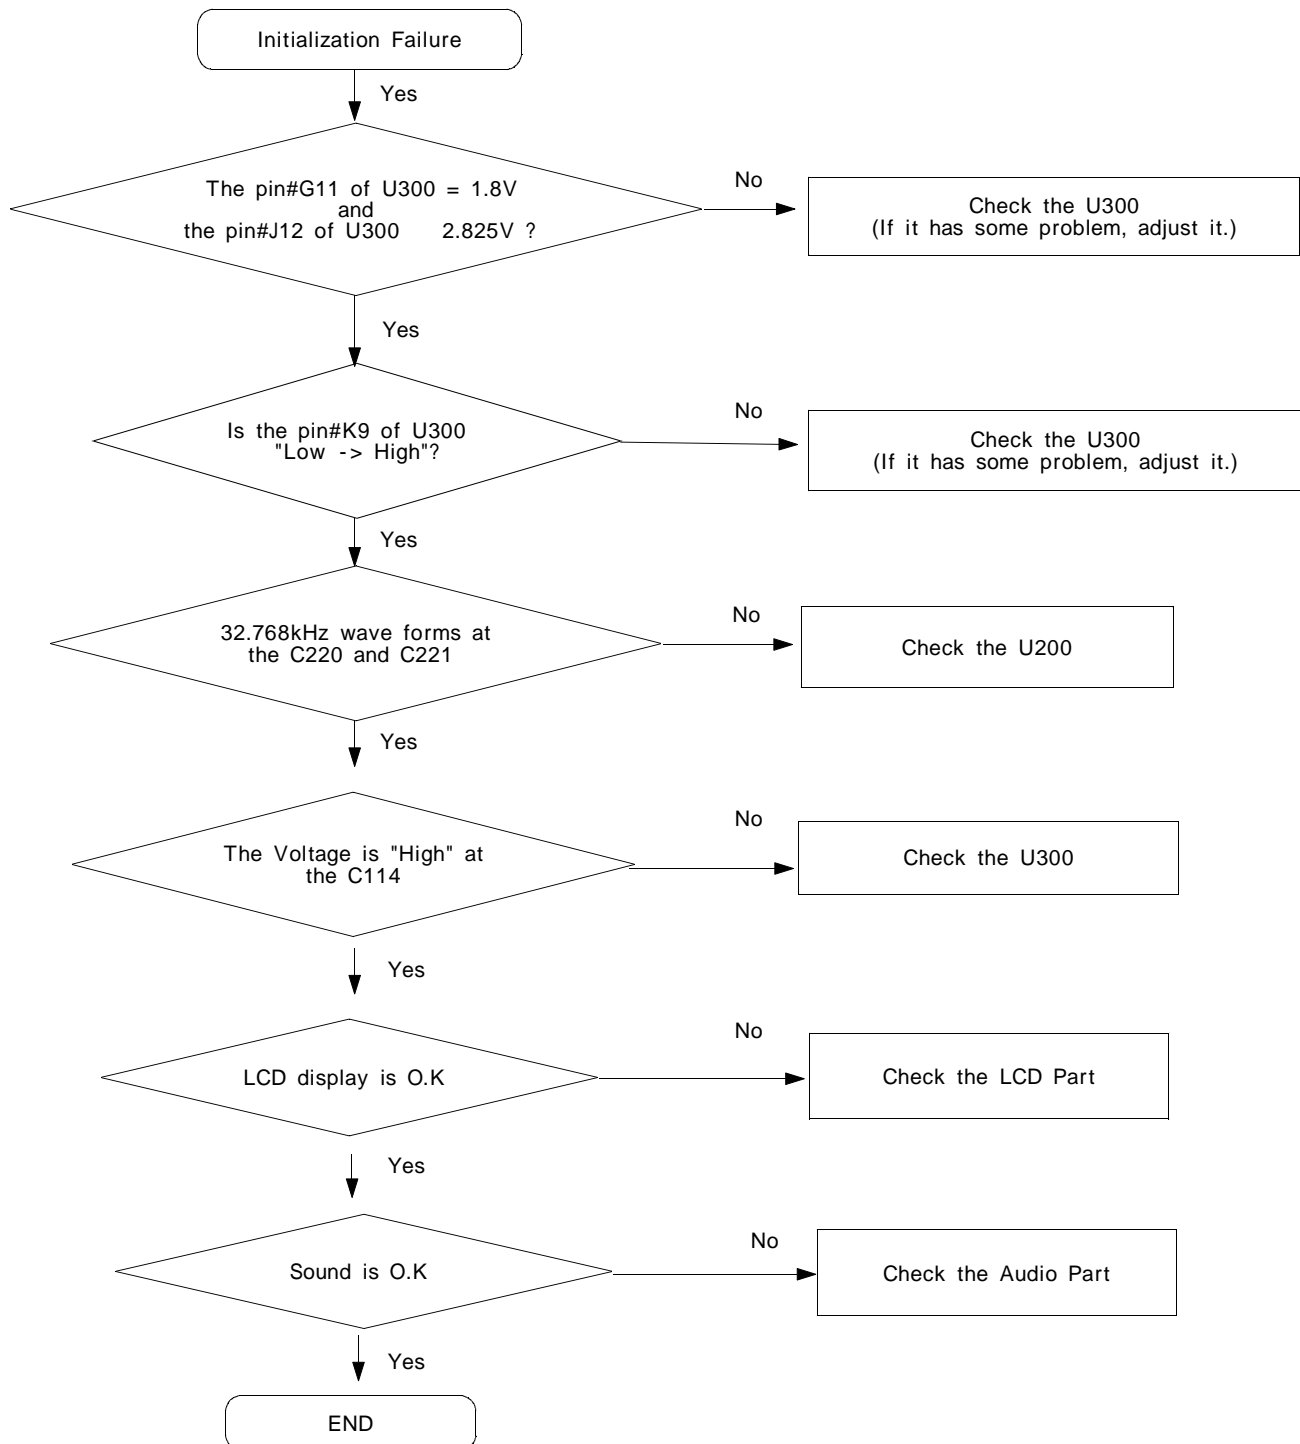 Initialization Failure
Yes
The pin#G11 of U300 = 1.8V
and
the pin#J12 of U300 2.825V ?
No
Check the U300
(If it has some problem, adjust it.)
Yes
Is the pin#K9 of U300
"Low -> High"?
No
Check the U300
(If it has some problem, adjust it.)
Yes
32.768kHz wave forms at
the C220 and C221
No
Check the U200
Yes
The Voltage is "High" at
the C114
No
Check the U300
Yes
LCD display is O.K
No
Check the LCD Part
Yes
Sound is O.K
No
Check the Audio Part
Yes
END